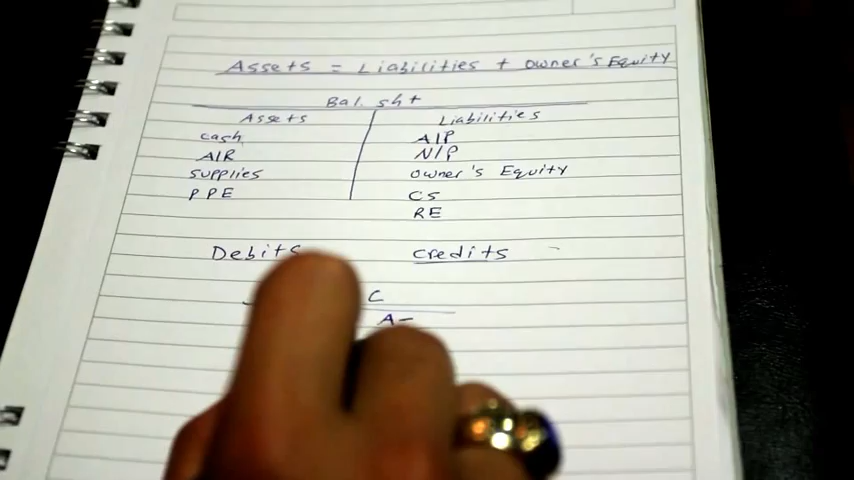 Assets = Liabilities + Owner's Equity
Bal. sht
Assets Liabilities
Cash A/P
A/R N/P
Supplies Owner's Equity
PPE CS
RE
Debits Credits
C
A-